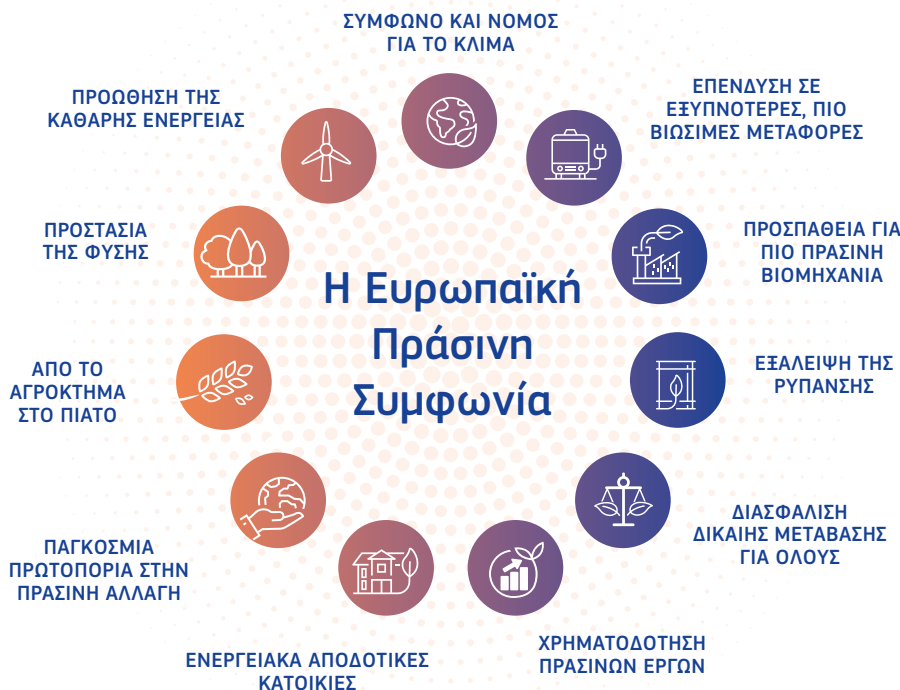 ΣΥΜΦΩΝΟ ΚΑΙ ΝΟΜΟΣ
ΓΙΑ ΤΟ ΚΛΙΜΑ
ΕΠΕΝΔΥΣΗ ΣΕ
ΕΞΥΠΝΟΤΕΡΕΣ, ΠΙΟ
ΒΙΩΣΙΜΕΣ ΜΕΤΑΦΟΡΕΣ
ΠΡΟΣΠΑΘΕΙΑ ΓΙΑ
ΠΙΟ ΠΡΑΣΙΝΗ
ΒΙΟΜΗΧΑΝΙΑ
ΕΞΑΛΕΙΨΗ ΤΗΣ
ΡΥΠΑΝΣΗΣ
ΔΙΑΣΦΑΛΙΣΗ
ΔΙΚΑΙΗΣ ΜΕΤΑΒΑΣΗΣ
ΓΙΑ ΟΛΟΥΣ
ΧΡΗΜΑΤΟΔΟΤΗΣΗ
ΠΡΑΣΙΝΩΝ ΕΡΓΩΝ
ΕΝΕΡΓΕΙΑΚΑ ΑΠΟΔΟΤΙΚΕΣ
ΚΑΤΟΙΚΙΕΣ
ΠΑΓΚΟΣΜΙΑ
ΠΡΩΤΟΠΟΡΙΑ ΣΤΗΝ
ΠΡΑΣΙΝΗ ΑΛΛΑΓΗ
ΑΠΟ ΤΟ
ΑΓΡΟΚΤΗΜΑ
ΣΤΟ ΠΙΑΤΟ
ΠΡΟΣΤΑΣΙΑ
ΤΗΣ ΦΥΣΗΣ
ΠΡΟΩΘΗΣΗ ΤΗΣ
ΚΑΘΑΡΗΣ ΕΝΕΡΓΕΙΑΣ
Η Ευρωπαϊκή
Πράσινη
Συμφωνία